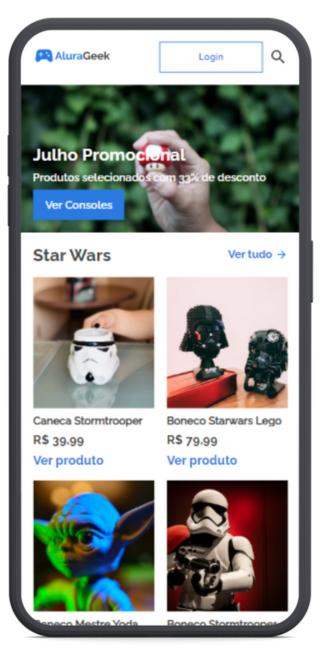 AluraGeek
Login
Julho Promocional
Produtos selecionados com 33% de desconto
Ver Consoles
Star Wars
Ver tudo →
Caneca Stormtrooper
Boneco Starwars Lego
R$ 39,99
R$ 79,99
Ver produto
Ver produto
Boneco Mestre Yoda
Boneco Stormtrooper